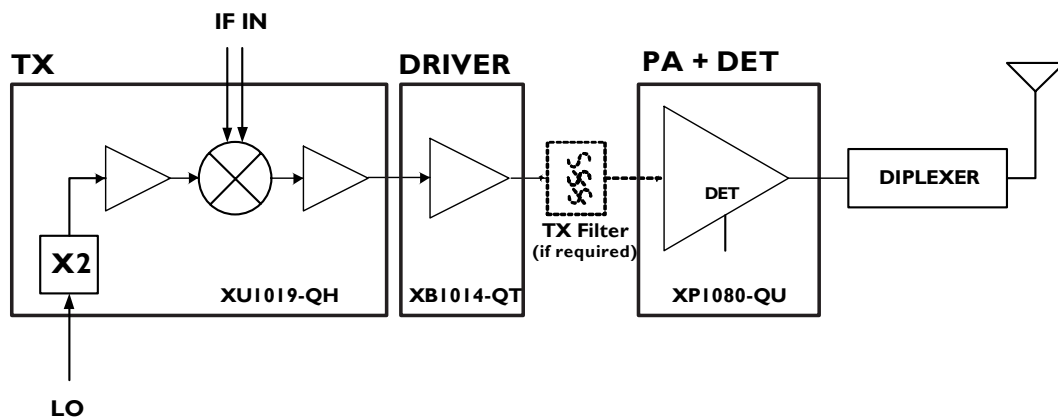 IF IN
TX
DRIVER
PA + DET
X2
DET
DIPLEXER
TX Filter
(if required)
XU1019-QH
XB1014-QT
XP1080-QU
LO